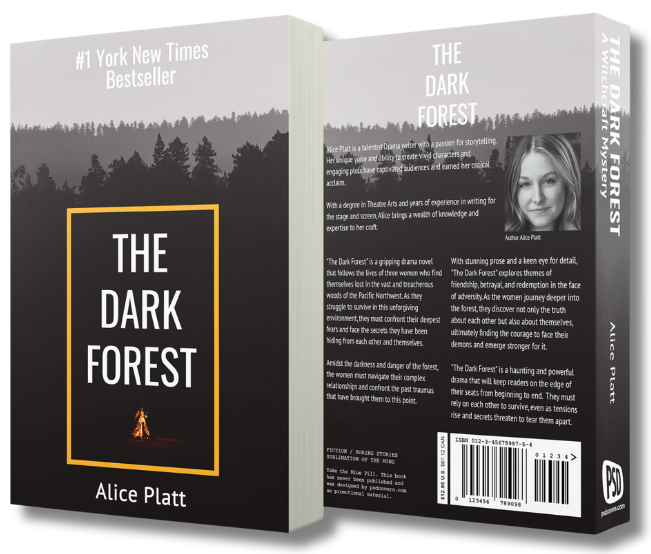 #1 York New Times
Bestseller
THE
DARK
FOREST
Alice Platt
THE
DARK
FOREST
Alice Platt is a talented Drama writer with a passion for storytelling.
Her unique voice and ability to create vivid characters and
engaging plots have captivated audiences and earned her critical
acclaim.
With a degree in Theatre Arts and years of experience in writing for
the stage and screen, Alice brings a wealth of knowledge and
expertise to her craft.
Author Alice Platt
"The Dark Forest" is a gripping drama novel
that follows the lives of three women who find
themselves lost in the vast and treacherous
woods of the Pacific Northwest. As they
struggle to survive in this unforgiving
environment, they must confront their deepest
fears and face the secrets they have been
hiding from each other and themselves.
Amidst the darkness and danger of the forest,
the women must navigate their complex
relationships and confront the past traumas
that have brought them to this point.
With stunning prose and a keen eye for detail,
"The Dark Forest" explores themes of
friendship, betrayal, and redemption in the face
of adversity. As the women journey deeper into
the forest, they discover not only the truth
about each other but also about themselves,
ultimately finding the courage to face their
demons and emerge stronger for it.
"The Dark Forest" is a haunting and powerful
drama that will keep readers on the edge of
their seats from beginning to end. They must
rely on each other to survive, even as tensions
rise and secrets threaten to tear them apart.
FICTION / BORING STORIES
SUBLIMATION OF THE MIND
Take the Blue Pill. This book
has never been published and
was designed by psdcovers.com
as promotional material.
$12.95 U.S. $67.12 CAN
ISBN 012-3-45670987-5-4
01234>
0 123456 789098
THE DARK FOREST
A Witchcraft Mystery
Alice Platt
PSD
psdcovers.com